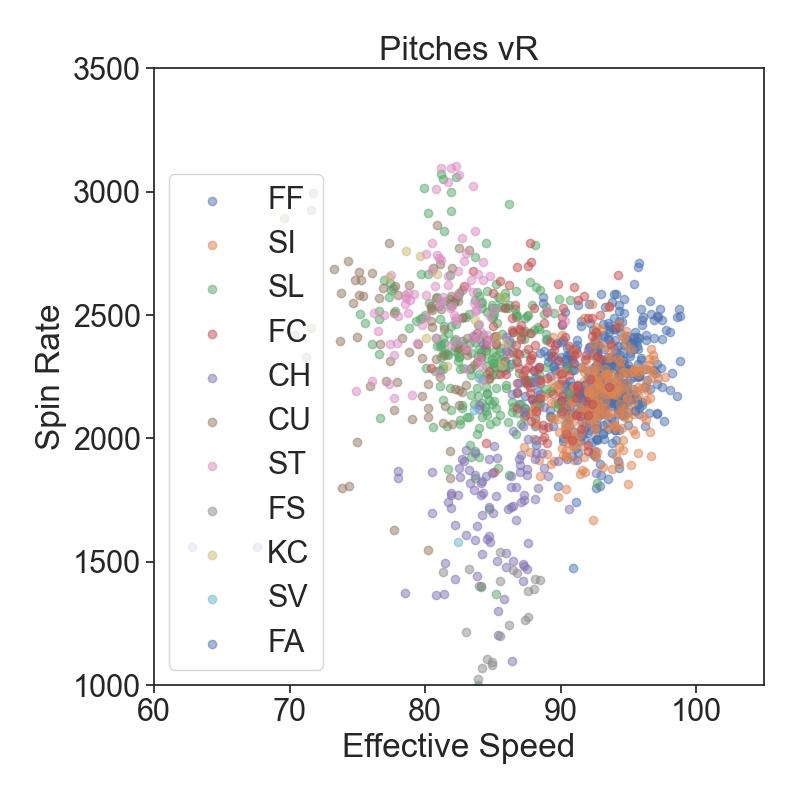 Pitches vR
3500
3000
2500
2000
1500
1000
Spin Rate
FF
SI
SL
FC
CH
CU
ST
FS
KC
SV
FA
60 70 80 90 100
Effective Speed